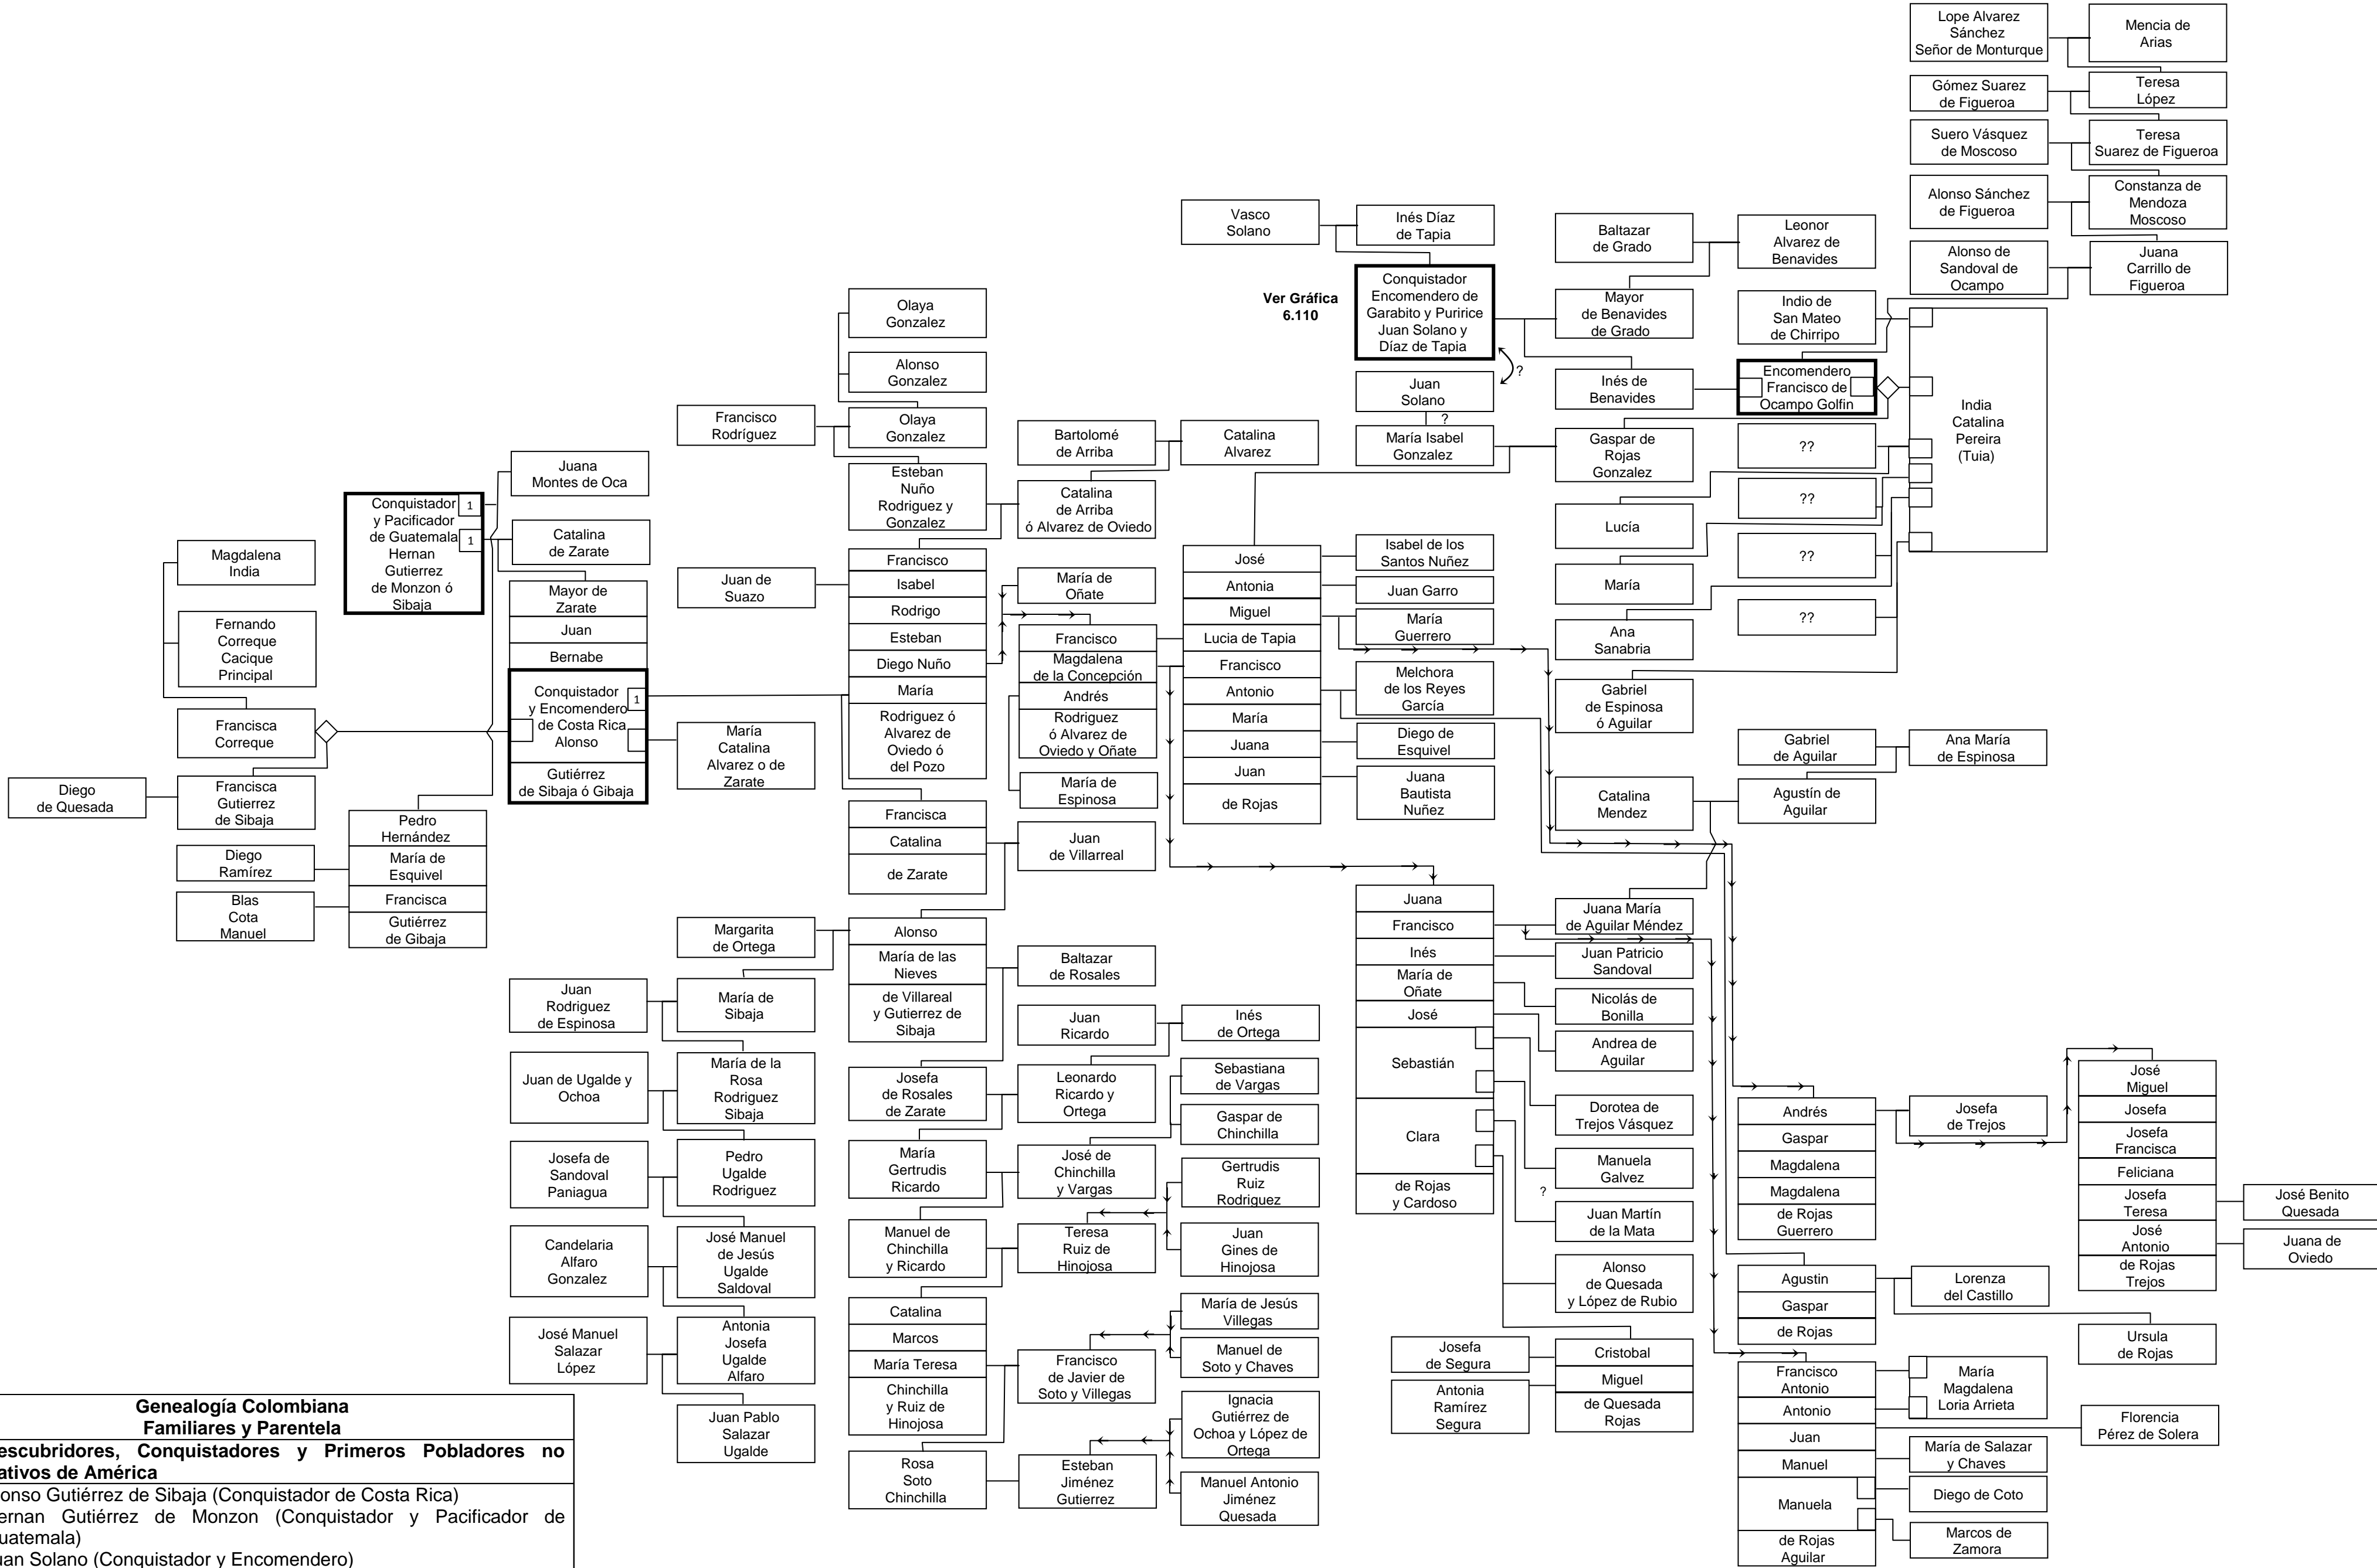 Lope Alvarez
Sánchez
Señor de Monturque
Mencia de
Arias
Gómez Suarez
de Figueroa
Teresa
López
Suero Vásquez
de Moscoso
Teresa
Suarez de Figueroa
Alonso Sánchez
de Figueroa
Constanza de
Mendoza
Moscoso
Alonso de
Sandoval de
Ocampo
Juana
Carrillo de
Figueroa
Vasco
Solano
Inés Díaz
de Tapia
Baltazar
de Grado
Leonor
Alvarez de
Benavides
Ver Gráfica
6.110
Conquistador
Encomendero de
Garabito y Puririce
Juan Solano y
Díaz de Tapia
Mayor
de Benavides
de Grado
Indio de
San Mateo
de Chirripo
?
Juan
Solano
?
María Isabel
Gonzalez
Inés de
Benavides
Encomendero
Francisco de
Ocampo Golfin
India
Catalina
Pereira
(Tuia)
Gaspar de
Rojas
Gonzalez
??
??
??
??
Lucía
María
Ana
Sanabria
Gabriel
de Espinosa
ó Aguilar
Olaya
Gonzalez
Alonso
Gonzalez
Francisco
Rodríguez
Olaya
Gonzalez
Bartolomé
de Arriba
Catalina
Alvarez
Esteban
Nuño
Rodriguez y
Gonzalez
Catalina
de Arriba
ó Alvarez de Oviedo
Juana
Montes de Oca
Conquistador
y Pacificador
de Guatemala
Hernan
Gutierrez
de Monzon ó
Sibaja
1
1
Catalina
de Zarate
Magdalena
India
Fernando
Correque
Cacique
Principal
Francisca
Correque
Diego
de Quesada
Francisca
Gutierrez
de Sibaja
Mayor de
Zarate
Juan
Bernabe
Conquistador
y Encomendero
de Costa Rica
Alonso
1
Gutiérrez
de Sibaja ó Gibaja
Juan de
Suazo
María
Catalina
Alvarez o de
Zarate
Pedro
Hernández
María de
Esquivel
Francisca
Gutiérrez
de Gibaja
Diego
Ramírez
Blas
Cota
Manuel
Francisco
Isabel
Rodrigo
Esteban
Diego Nuño
María
Rodriguez ó
Alvarez de
Oviedo ó
del Pozo
María de
Oñate
Francisco
Magdalena
de la Concepción
Andrés
Rodriguez
ó Alvarez de
Oviedo y Oñate
María de
Espinosa
José
Antonia
Miguel
Lucia de Tapia
Francisco
Antonio
María
Juana
Juan
de Rojas
Isabel de los
Santos Nuñez
Juan Garro
María
Guerrero
Melchora
de los Reyes
García
Diego de
Esquivel
Juana
Bautista
Nuñez
Gabriel
de Aguilar
Ana María
de Espinosa
Catalina
Mendez
Agustín de
Aguilar
Francisca
Catalina
de Zarate
Juan
de Villarreal
Margarita
de Ortega
Alonso
María de las
Nieves
de Villareal
y Gutierrez de
Sibaja
Baltazar
de Rosales
Juan
Rodriguez
de Espinosa
María de
Sibaja
Juan
Ricardo
Inés
de Ortega
Juan de Ugalde y
Ochoa
María de la
Rosa
Rodriguez
Sibaja
Josefa
de Rosales
de Zarate
Leonardo
Ricardo y
Ortega
Sebastiana
de Vargas
Gaspar de
Chinchilla
Josefa de
Sandoval
Paniagua
Pedro
Ugalde
Rodriguez
María
Gertrudis
Ricardo
José de
Chinchilla
y Vargas
Gertrudis
Ruiz
Rodriguez
Candelaria
Alfaro
Gonzalez
José Manuel
de Jesús
Ugalde
Saldoval
Manuel de
Chinchilla
y Ricardo
Teresa
Ruiz de
Hinojosa
Juan
Gines de
Hinojosa
José Manuel
Salazar
López
Antonia
Josefa
Ugalde
Alfaro
Juan Pablo
Salazar
Ugalde
Catalina
Marcos
María Teresa
Chinchilla
y Ruiz de
Hinojosa
Francisco
de Javier de
Soto y Villegas
María de Jesús
Villegas
Manuel de
Soto y Chaves
Rosa
Soto
Chinchilla
Esteban
Jiménez
Gutierrez
Ignacia
Gutiérrez de
Ochoa y López de
Ortega
Manuel Antonio
Jiménez
Quesada
Juana
Francisco
Inés
María de
Oñate
José
Sebastián
Clara
de Rojas
y Cardoso
Juana María
de Aguilar Méndez
Juan Patricio
Sandoval
Nicolás de
Bonilla
Andrea de
Aguilar
Dorotea de
Trejos Vásquez
Manuela
Galvez
?
Juan Martín
de la Mata
Alonso
de Quesada
y López de Rubio
Josefa
de Segura
Antonia
Ramírez
Segura
Cristobal
Miguel
de Quesada
Rojas
Andrés
Gaspar
Magdalena
Magdalena
de Rojas
Guerrero
Josefa
de Trejos
José
Miguel
Josefa
Josefa
Francisca
Feliciana
Josefa
Teresa
José
Antonio
de Rojas
Trejos
José Benito
Quesada
Juana de
Oviedo
Agustin
Gaspar
de Rojas
Lorenza
del Castillo
Ursula
de Rojas
Francisco
Antonio
Antonio
Juan
Manuel
Manuela
de Rojas
Aguilar
María
Magdalena
Loria Arrieta
Florencia
Pérez de Solera
María de Salazar
y Chaves
Diego de Coto
Marcos de
Zamora
Genealogía Colombiana
Familiares y Parentela
escubridores, Conquistadores y Primeros Pobladores no
ativos de América
onso Gutiérrez de Sibaja (Conquistador de Costa Rica)
ernan Gutiérrez de Monzon (Conquistador y Pacificador de
uatemala)
uan Solano (Conquistador y Encomendero)